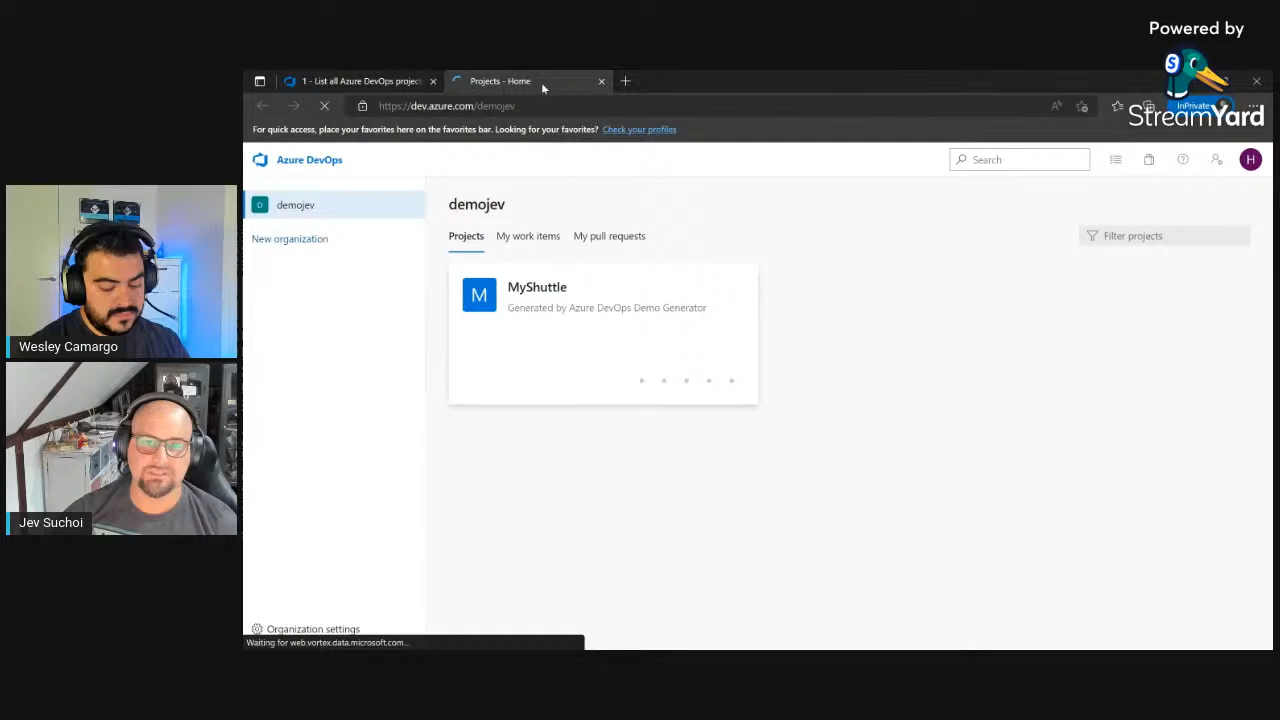 Powered by
StreamYard
1 - List all Azure DevOps project
Projects - Home
https://dev.azure.com/demojev
InPrivate
For quick access, place your favorites here on the favorites bar. Looking for your favorites? Check your profiles
Azure DevOps
Search
H
D demojev
New organization
demojev
Projects My work items My pull requests
Filter projects
M MyShuttle
Generated by Azure DevOps Demo Generator
Wesley Camargo
Jev Suchoi
Organization settings
Waiting for web.vortex.data.microsoft.com...